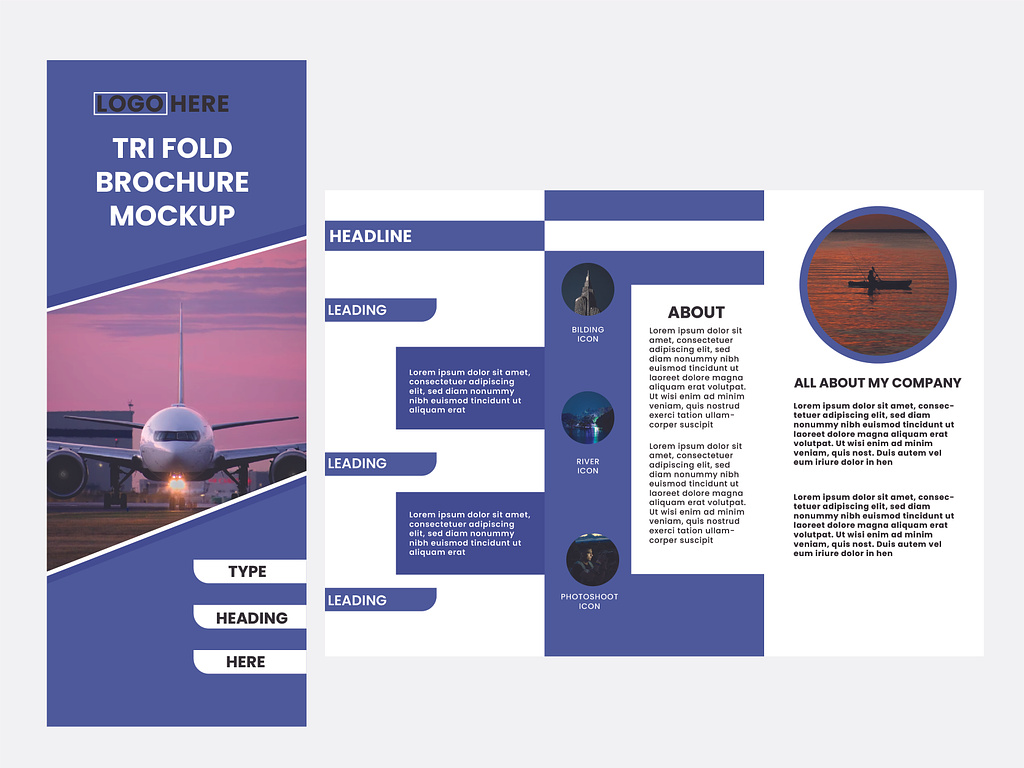 LOGO HERE
TRI FOLD
BROCHURE
MOCKUP
TYPE
HEADING
HERE
HEADLINE
LEADING
Lorem ipsum dolor sit amet,
consectetuer adipiscing
elit, sed diam nonummy
nibh euismod tincidunt ut
aliquam erat
LEADING
Lorem ipsum dolor sit amet,
consectetuer adipiscing
elit, sed diam nonummy
nibh euismod tincidunt ut
aliquam erat
LEADING
BILDING
ICON
RIVER
ICON
PHOTOSHOOT
ICON
ABOUT
Lorem ipsum dolor sit
amet, consectetuer
adipiscing elit, sed
diam nonummy nibh
euismod tincidunt ut
laoreet dolore magna
aliquam erat volutpat.
Ut wisi enim ad minim
veniam, quis nostrud
exerci tation ullam-
corper suscipit
Lorem ipsum dolor sit
amet, consectetuer
adipiscing elit, sed
diam nonummy nibh
euismod tincidunt ut
laoreet dolore magna
aliquam erat volutpat.
Ut wisi enim ad minim
veniam, quis nostrud
exerci tation ullam-
corper suscipit
ALL ABOUT MY COMPANY
Lorem ipsum dolor sit amet, consec-
tetuer adipiscing elit, sed diam
nonummy nibh euismod tincidunt ut
laoreet dolore magna aliquam erat
volutpat. Ut wisi enim ad minim
veniam, quis nost. Duis autem vel
eum iriure dolor in hen
Lorem ipsum dolor sit amet, consec-
tetuer adipiscing elit, sed diam
nonummy nibh euismod tincidunt ut
laoreet dolore magna aliquam erat
volutpat. Ut wisi enim ad minim
veniam, quis nost. Duis autem vel
eum iriure dolor in hen